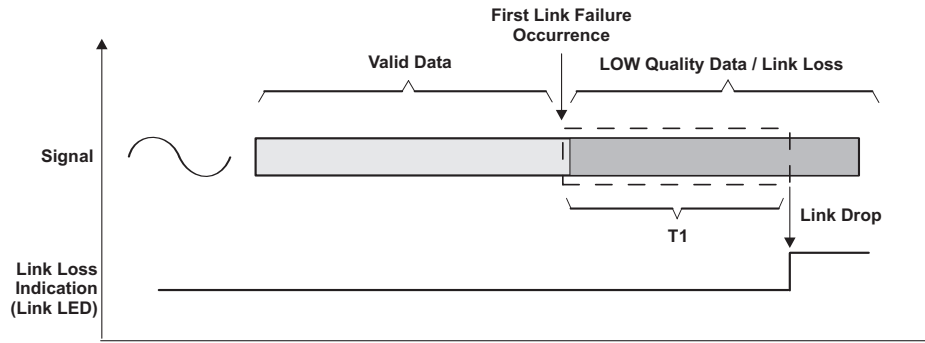 First Link Failure
Occurrence
Valid Data
LOW Quality Data / Link Loss
Signal
T1
Link Drop
Link Loss
Indication
(Link LED)